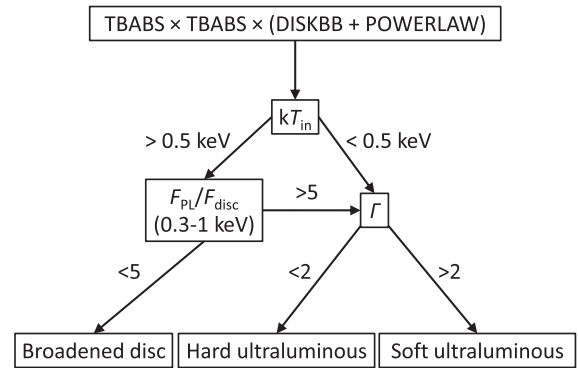 TBABS × TBABS × (DISKBB + POWERLAW)
kTin
> 0.5 keV
< 0.5 keV
FPL/Fdisc
(0.3-1 keV)
>5
Γ
<5
<2
>2
Broadened disc
Hard ultraluminous
Soft ultraluminous